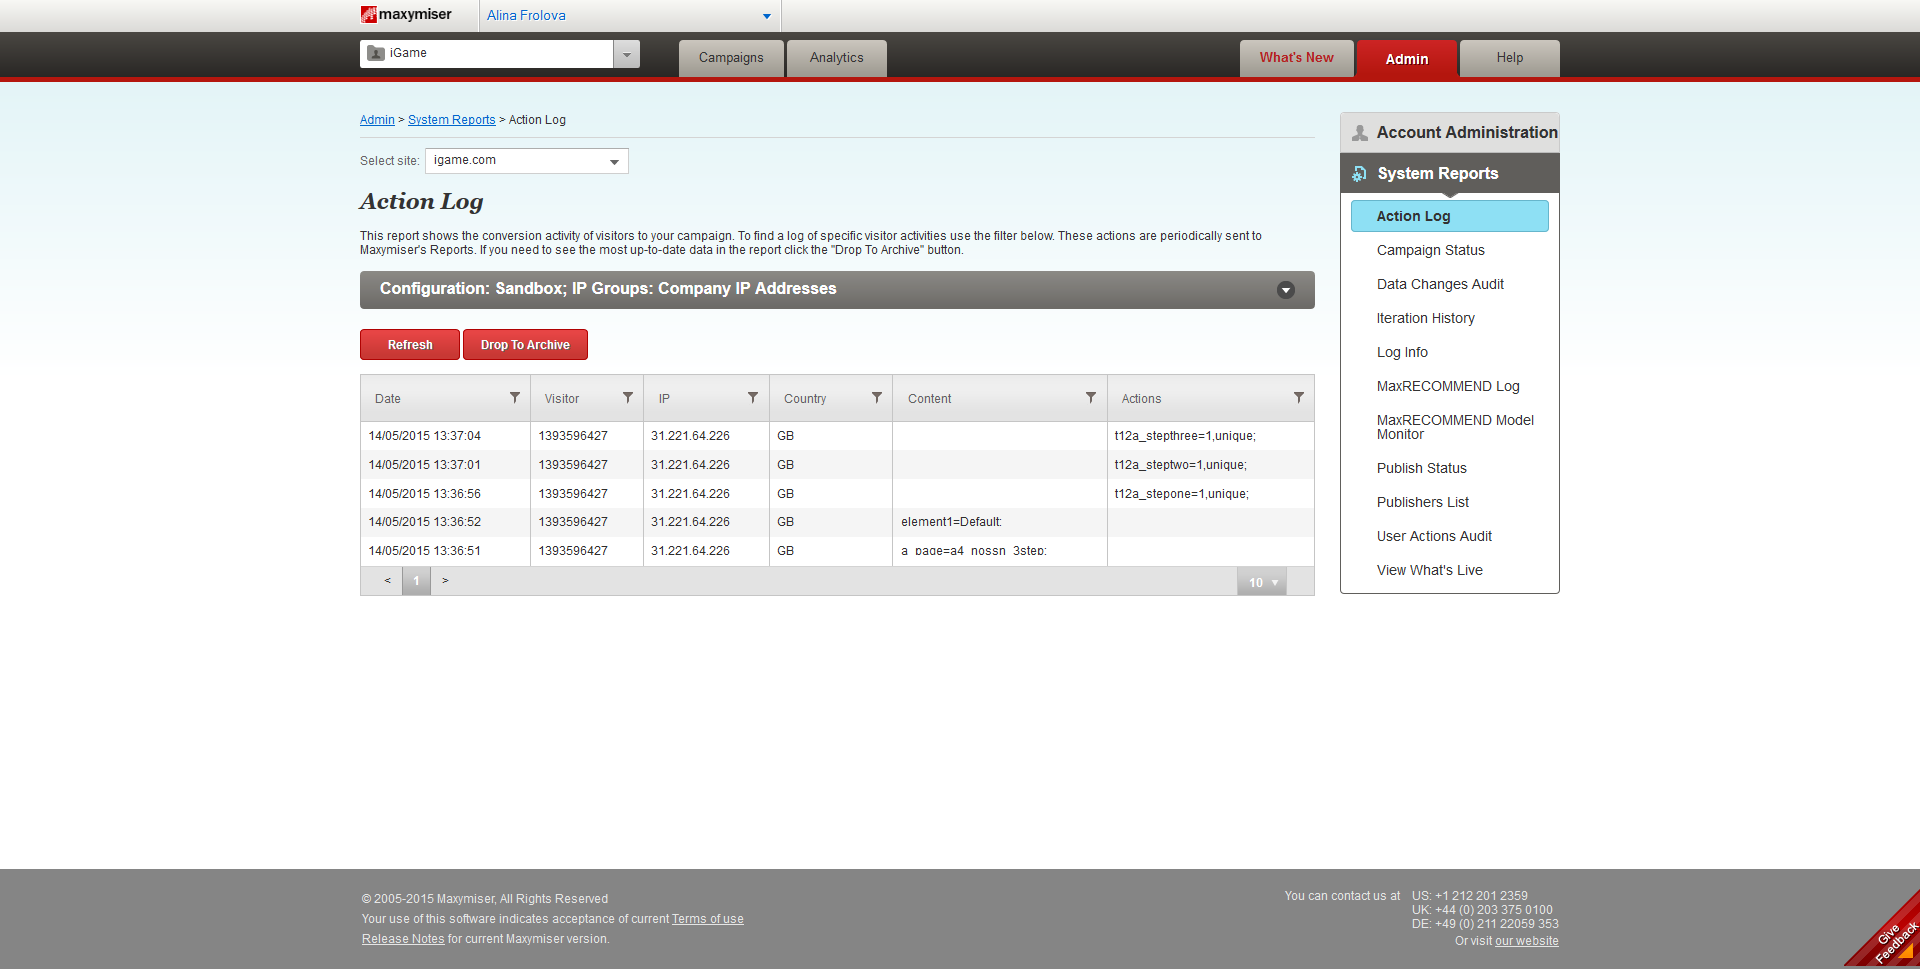 maxymiser
Alina Frolova
iGame
Campaigns
Analytics
What's New
Admin
Help
Admin > System Reports > Action Log
Select site:
igame.com
Action Log
This report shows the conversion activity of visitors to your campaign. To find a log of specific visitor activities use the filter below. These actions are periodically sent to
Maxymiser's Reports. If you need to see the most up-to-date data in the report click the "Drop To Archive" button.
Configuration: Sandbox; IP Groups: Company IP Addresses
Refresh
Drop To Archive
Date Visitor IP Country Content Actions
14/05/2015 13:37:04 1393596427 31.221.64.226 GB t12a_stepthree=1,unique;
14/05/2015 13:37:01 1393596427 31.221.64.226 GB t12a_steptwo=1,unique;
14/05/2015 13:36:56 1393596427 31.221.64.226 GB t12a_stepone=1,unique;
14/05/2015 13:36:52 1393596427 31.221.64.226 GB element1=Default;
14/05/2015 13:36:51 1393596427 31.221.64.226 GB a_page=a4_nossn_3step;
< 1 >
10
Account Administration
System Reports
Action Log
Campaign Status
Data Changes Audit
Iteration History
Log Info
MaxRECOMMEND Log
MaxRECOMMEND Model
Monitor
Publish Status
Publishers List
User Actions Audit
View What's Live
© 2005-2015 Maxymiser, All Rights Reserved
Your use of this software indicates acceptance of current Terms of use
Release Notes for current Maxymiser version.
You can contact us at US: +1 212 201 2359
UK: +44 (0) 203 375 0100
DE: +49 (0) 211 22059 353
Or visit our website
Give
Feedback